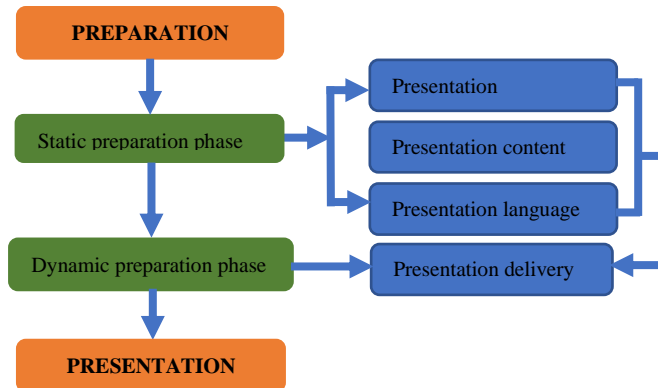 PREPARATION
Presentation
Static preparation phase
Presentation content
Presentation language
Dynamic preparation phase
Presentation delivery
PRESENTATION